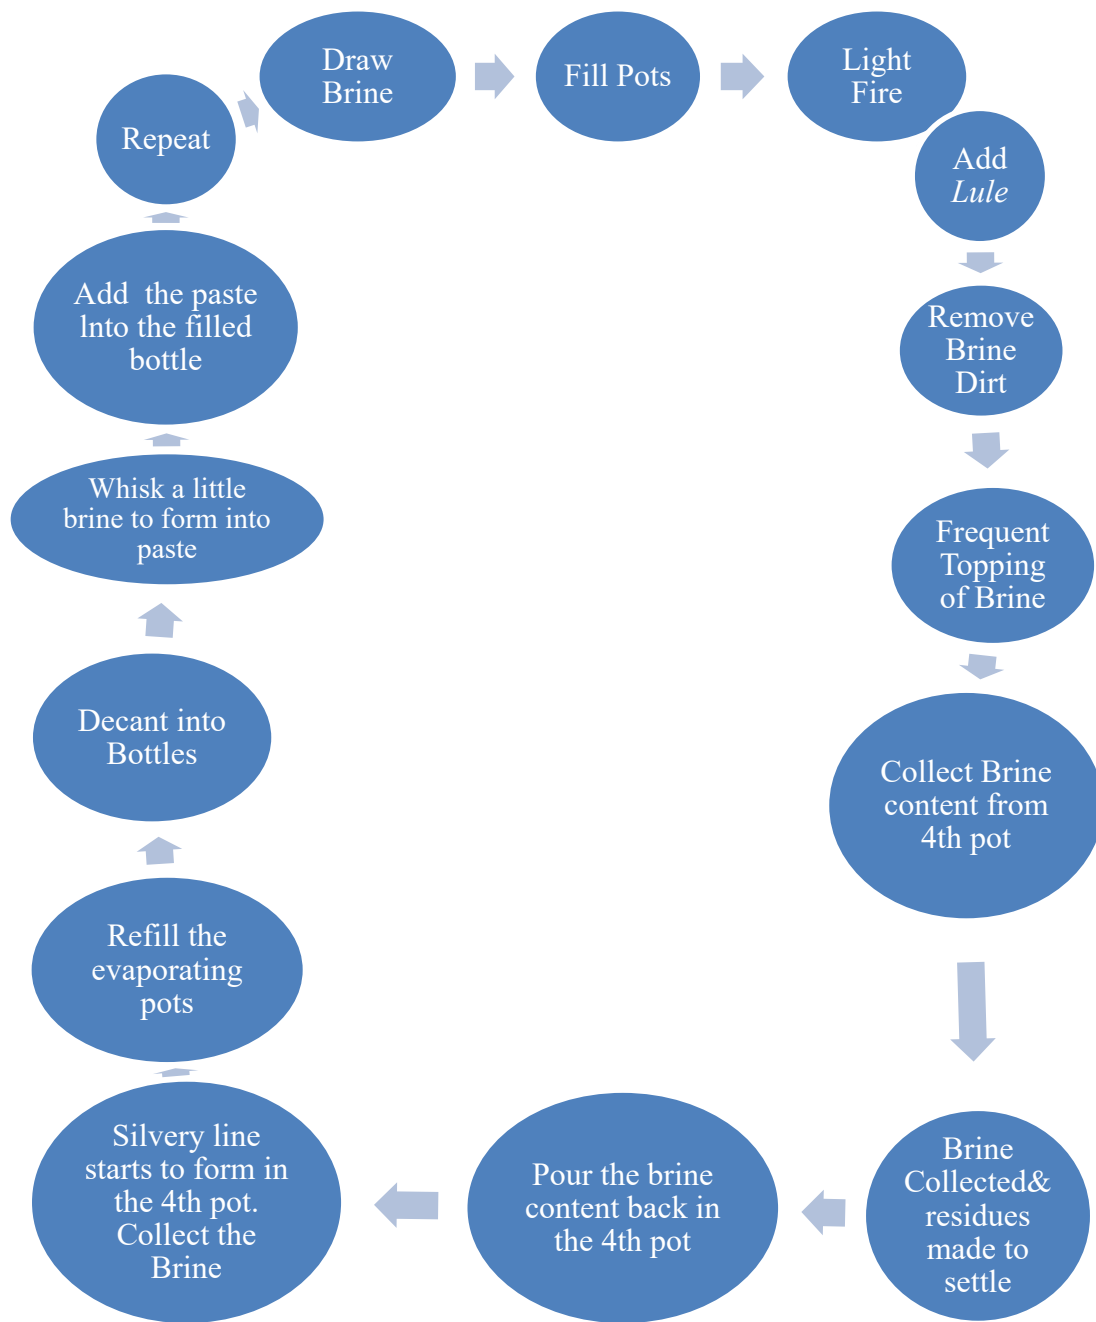 Draw
Brine
Fill Pots
Light
Fire
Add
Lule
Remove
Brine
Dirt
Frequent
Topping
of Brine
Collect Brine
content from
4th pot
Brine
Collected&
residues
made to
settle
Pour the brine
content back in
the 4th pot
Silvery line
starts to form in
the 4th pot.
Collect the
Brine
Refill the
evaporating
pots
Decant into
Bottles
Whisk a little
brine to form into
paste
Add  the paste
lnto the filled
bottle
Repeat